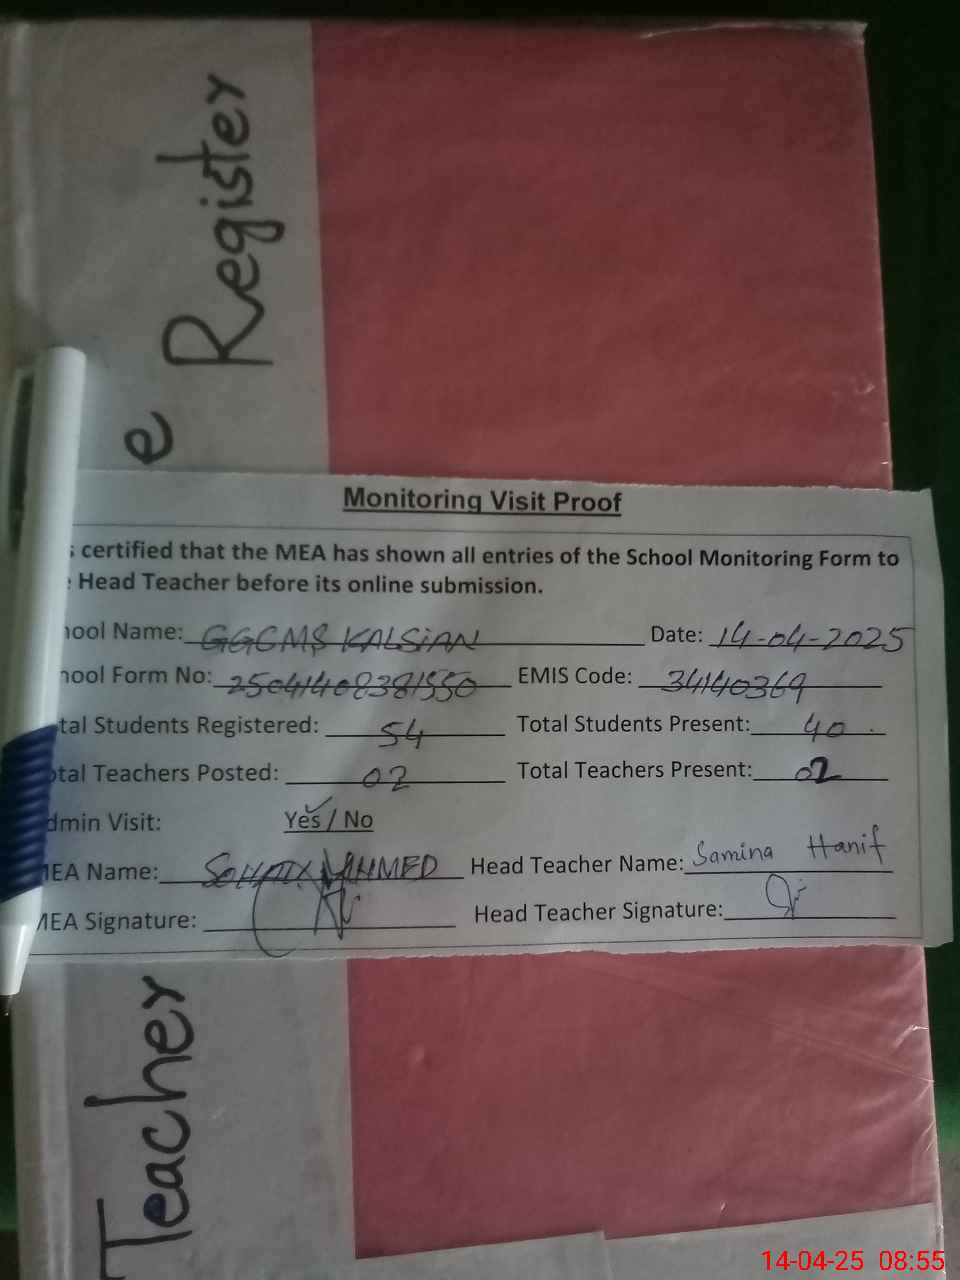 Register
e
Monitoring Visit Proof
certified that the MEA has shown all entries of the School Monitoring Form to
Head Teacher before its online submission.
hool Name: GGCMS KALSIAN Date: 14-04-2025
hool Form No: EMIS Code: 34140369
tal Students Registered: 54 Total Students Present: 40
otal Teachers Posted: 02 Total Teachers Present: 02
dmin Visit: Yes / No
MEA Name: AHMED Head Teacher Name: Samina Hanif
MEA Signature: Head Teacher Signature:
Teacher
14-04-25 08:55